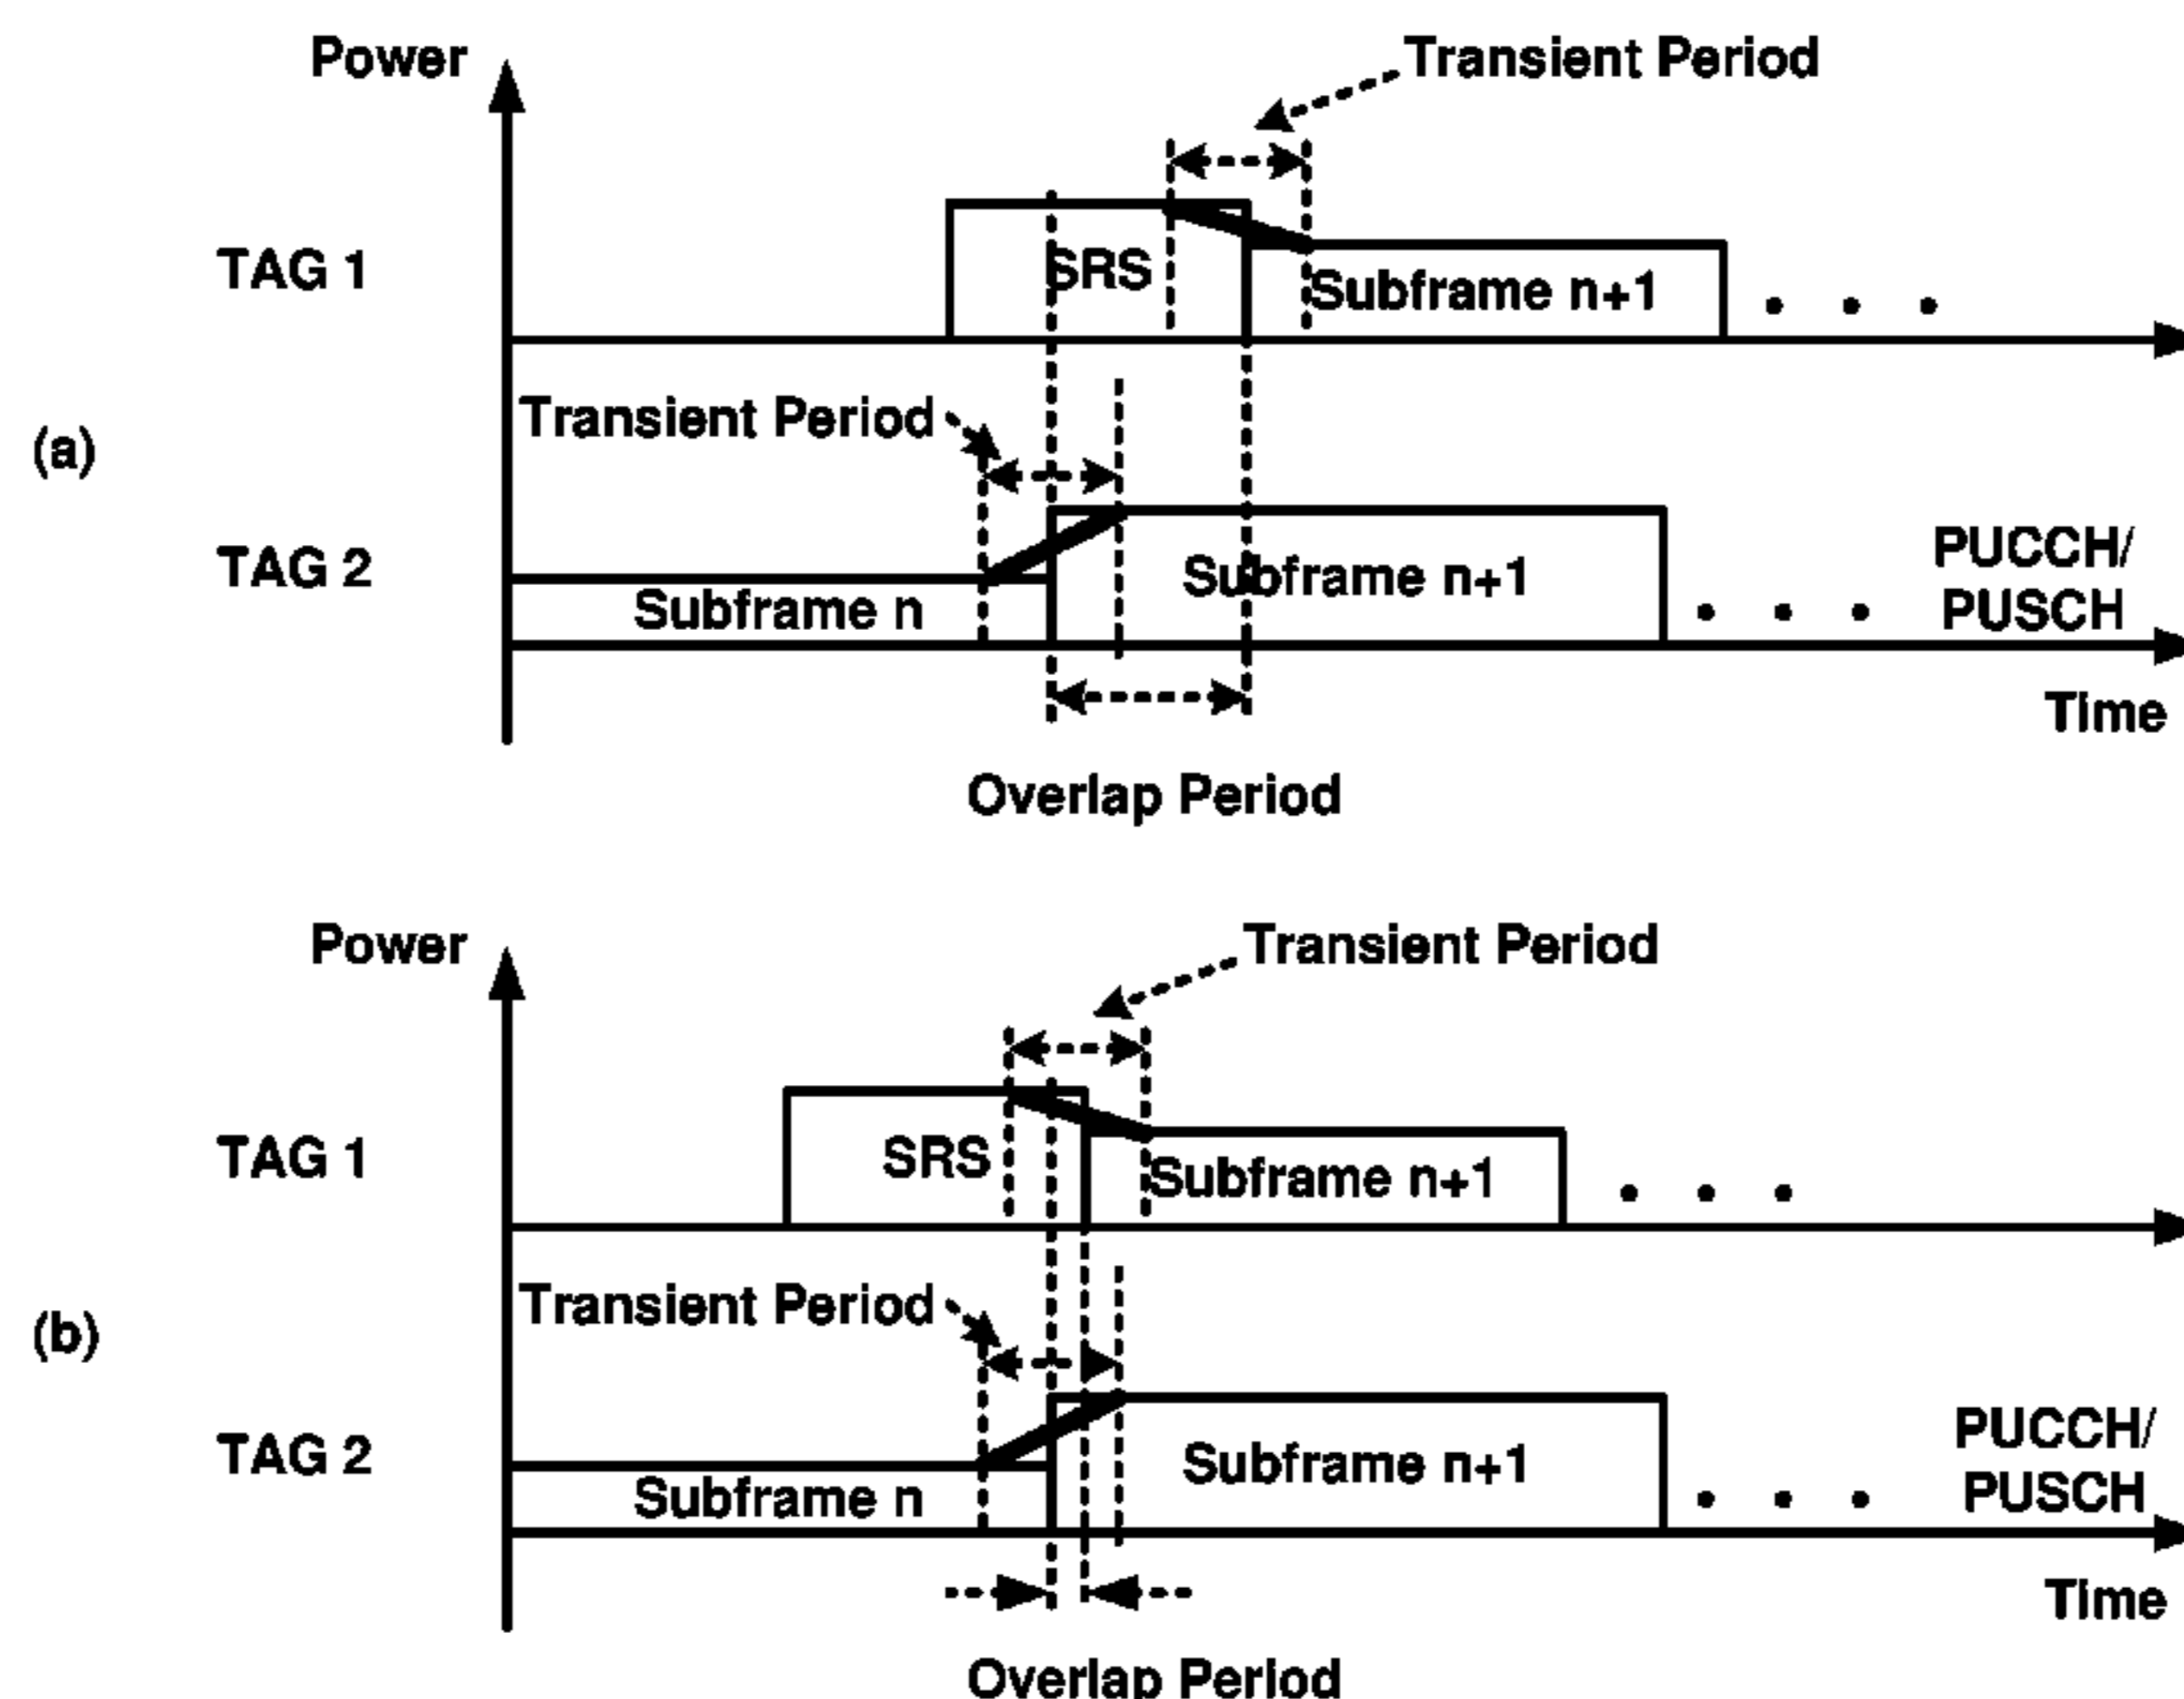 Power
Transient Period
TAG 1
SRS
Subframe n+1
Transient Period
(a)
TAG 2
Subframe n
Subframe n+1
PUCCH/
PUSCH
Time
Overlap Period
Power
Transient Period
TAG 1
SRS
Subframe n+1
Transient Period
(b)
TAG 2
Subframe n
Subframe n+1
PUCCH/
PUSCH
Time
Overlap Period